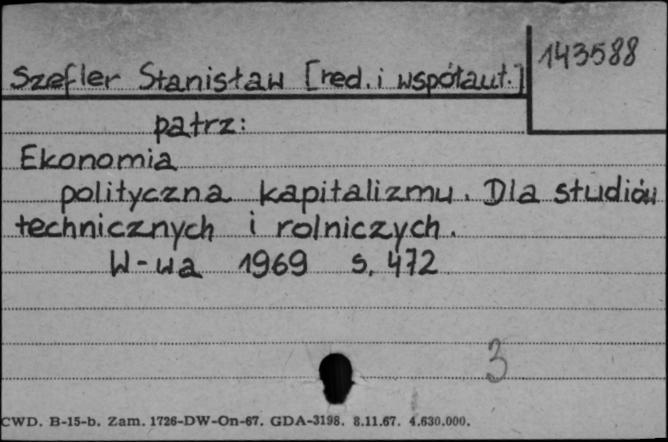 143588
Szefler Stanisław [red. i współaut.]
patrz:
Ekonomia
polityczna kapitalizmu. Dla studiów
technicznych i rolniczych.
W-wa 1969 s. 472
3
CWD. B-15-b. Zam. 1726-DW-On-67. GDA-3198. 8.11.67. 4.630.000.